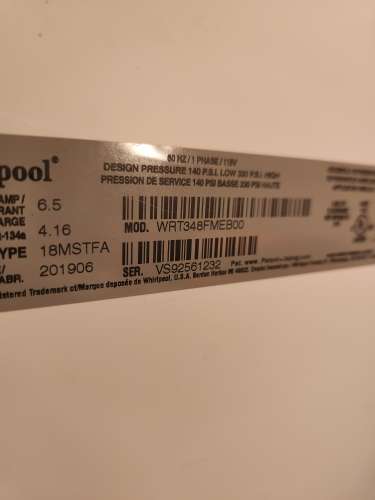 60 HZ / 1 PHASE / 115V
DESIGN PRESSURE 140 P.S.I. LOW 330 P.S.I. HIGH
PRESSION DE SERVICE 140 PSI BASSE 330 PSI HAUTE
pool®
AMP/
RANT 6.5
ARGE
-134a 4.16
YPE 18MSTFA
E/
ABR. 201906
MOD. WRT348FMEB00
SER. VS92561232
istered Trademark of/Marque deposée de Whirlpool, U.S.A. Benton Harbor MI 49022.